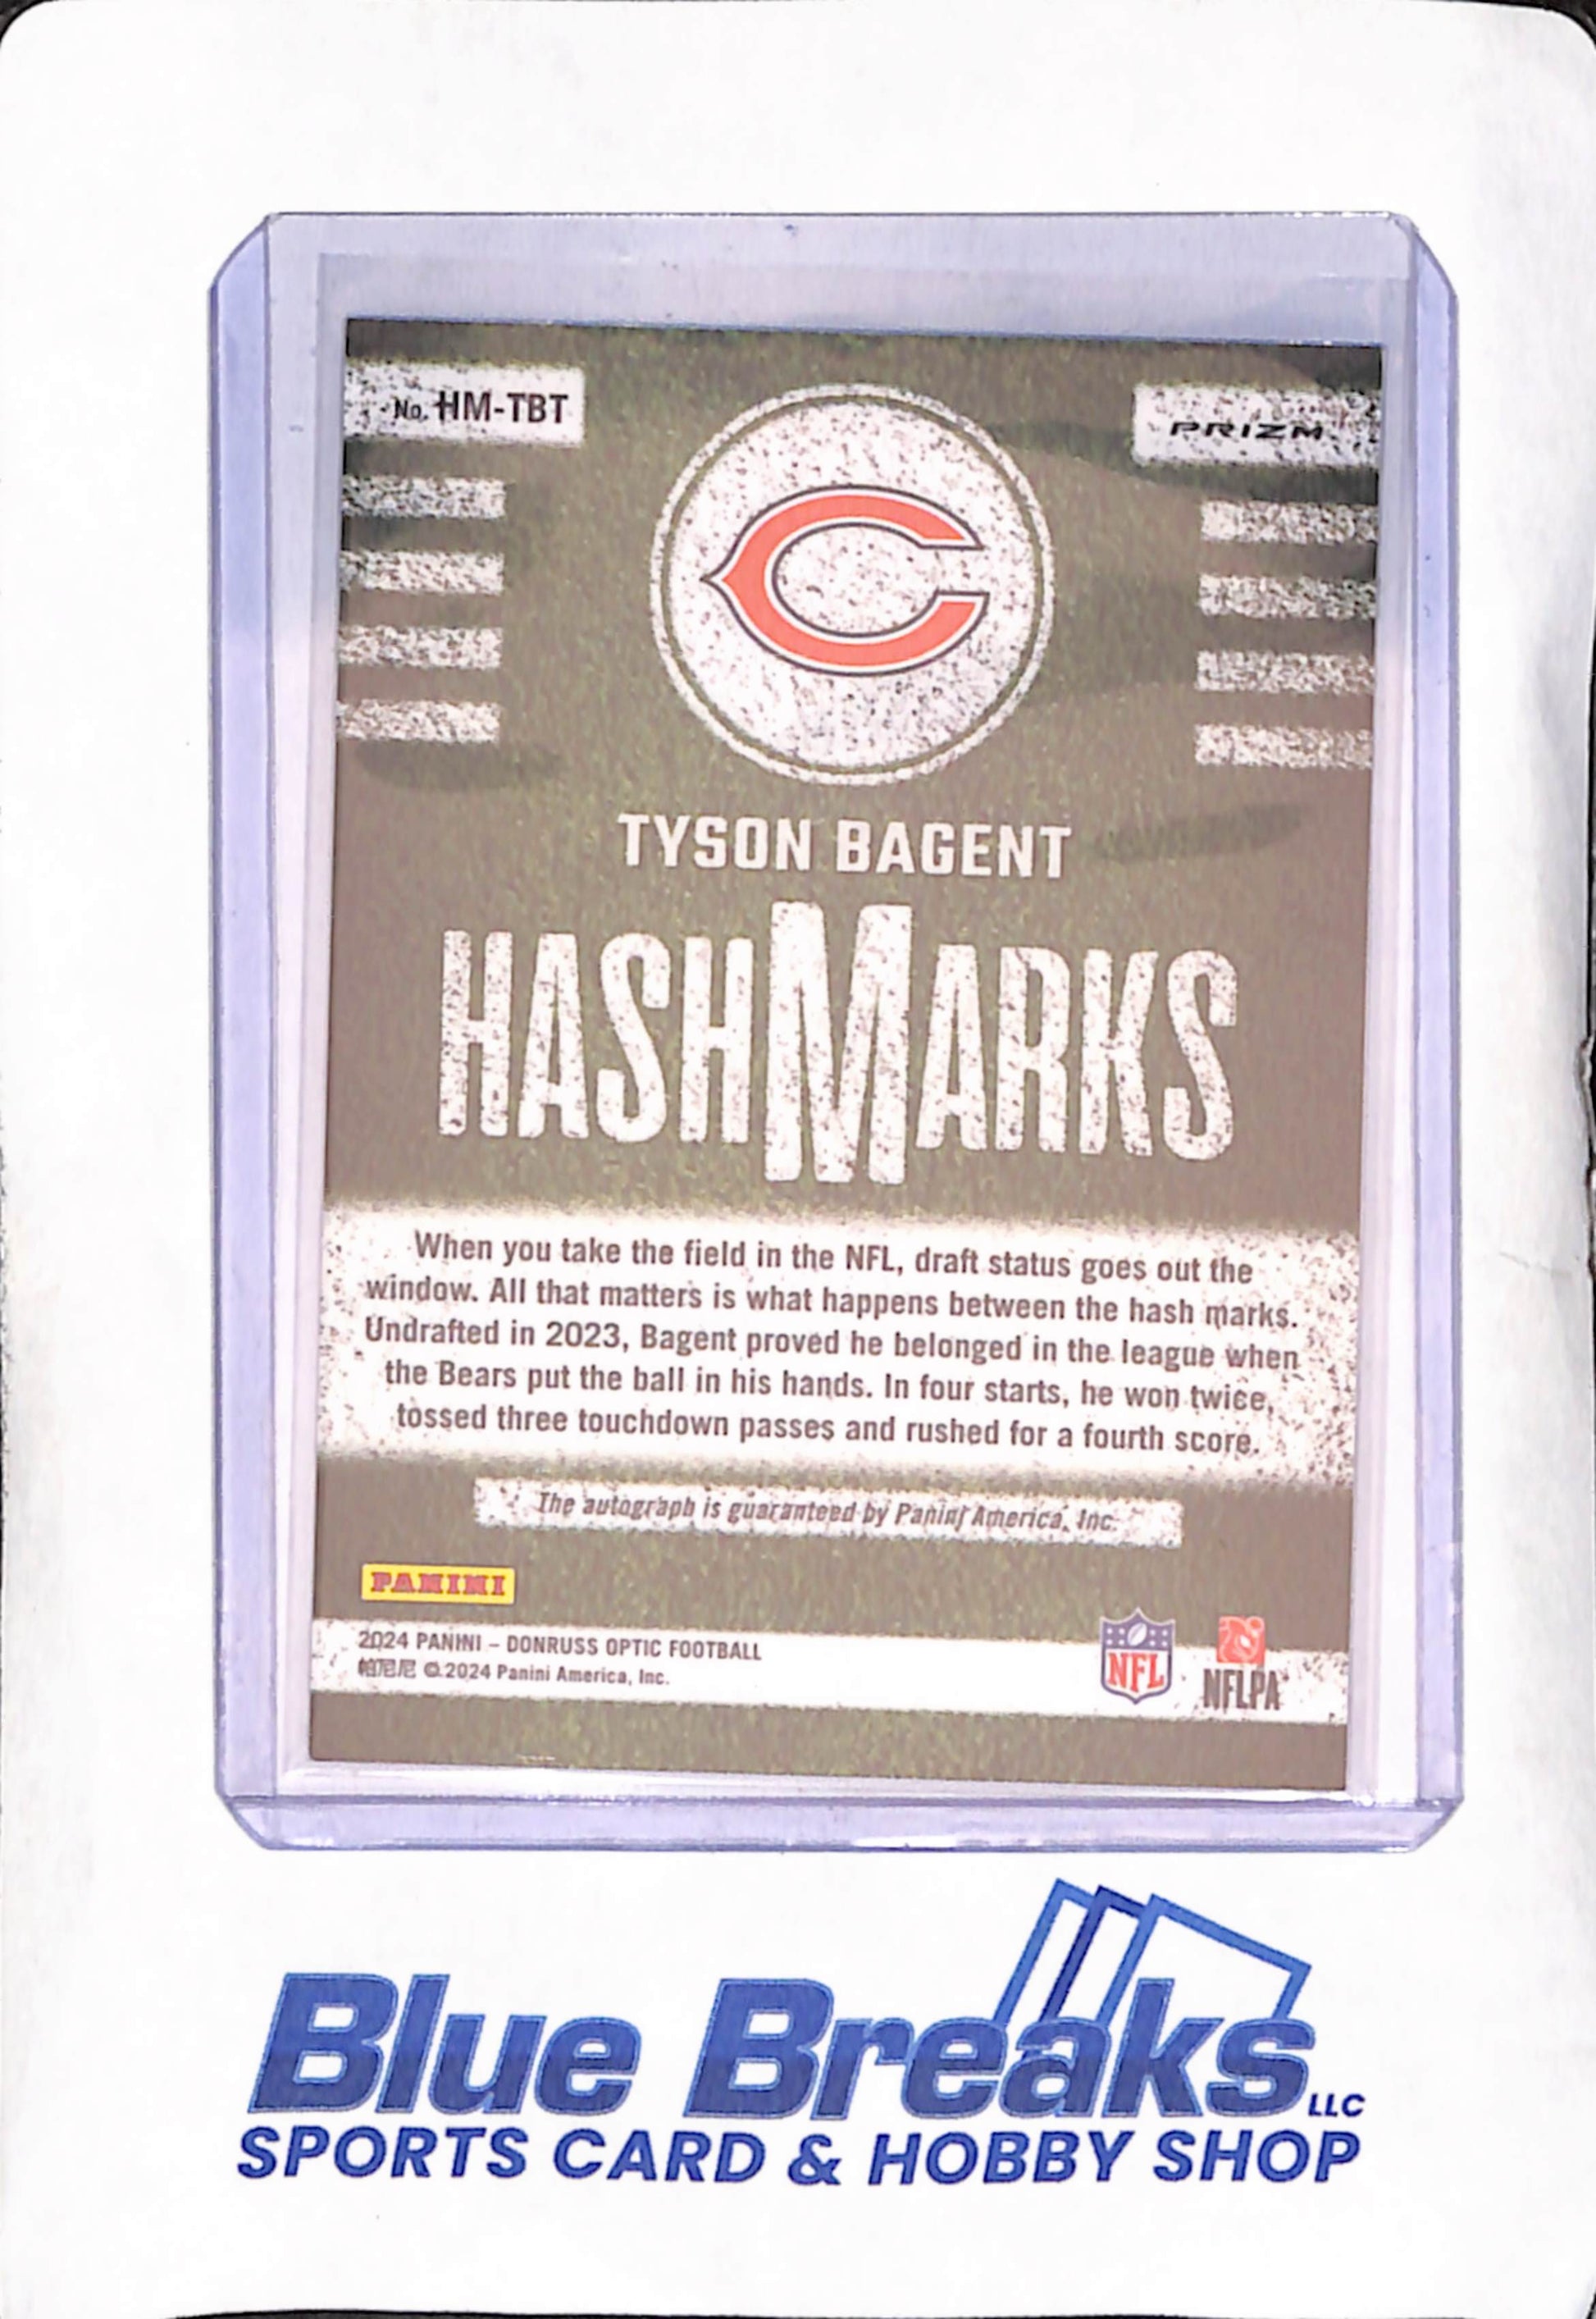 No. HM-TBT
PRIZM
TYSON BAGENT
HASHMARKS
When you take the field in the NFL, draft status goes out the
window. All that matters is what happens between the hash marks.
Undrafted in 2023, Bagent proved he belonged in the league when
the Bears put the ball in his hands. In four starts, he won twice,
tossed three touchdown passes and rushed for a fourth score.
The autograph is guaranteed by Panini America, Inc.
PANINI
2024 PANINI – DONRUSS OPTIC FOOTBALL
帕尼尼 © 2024 Panini America, Inc.
NFL
NFLPA
Blue Breaks LLC
SPORTS CARD & HOBBY SHOP